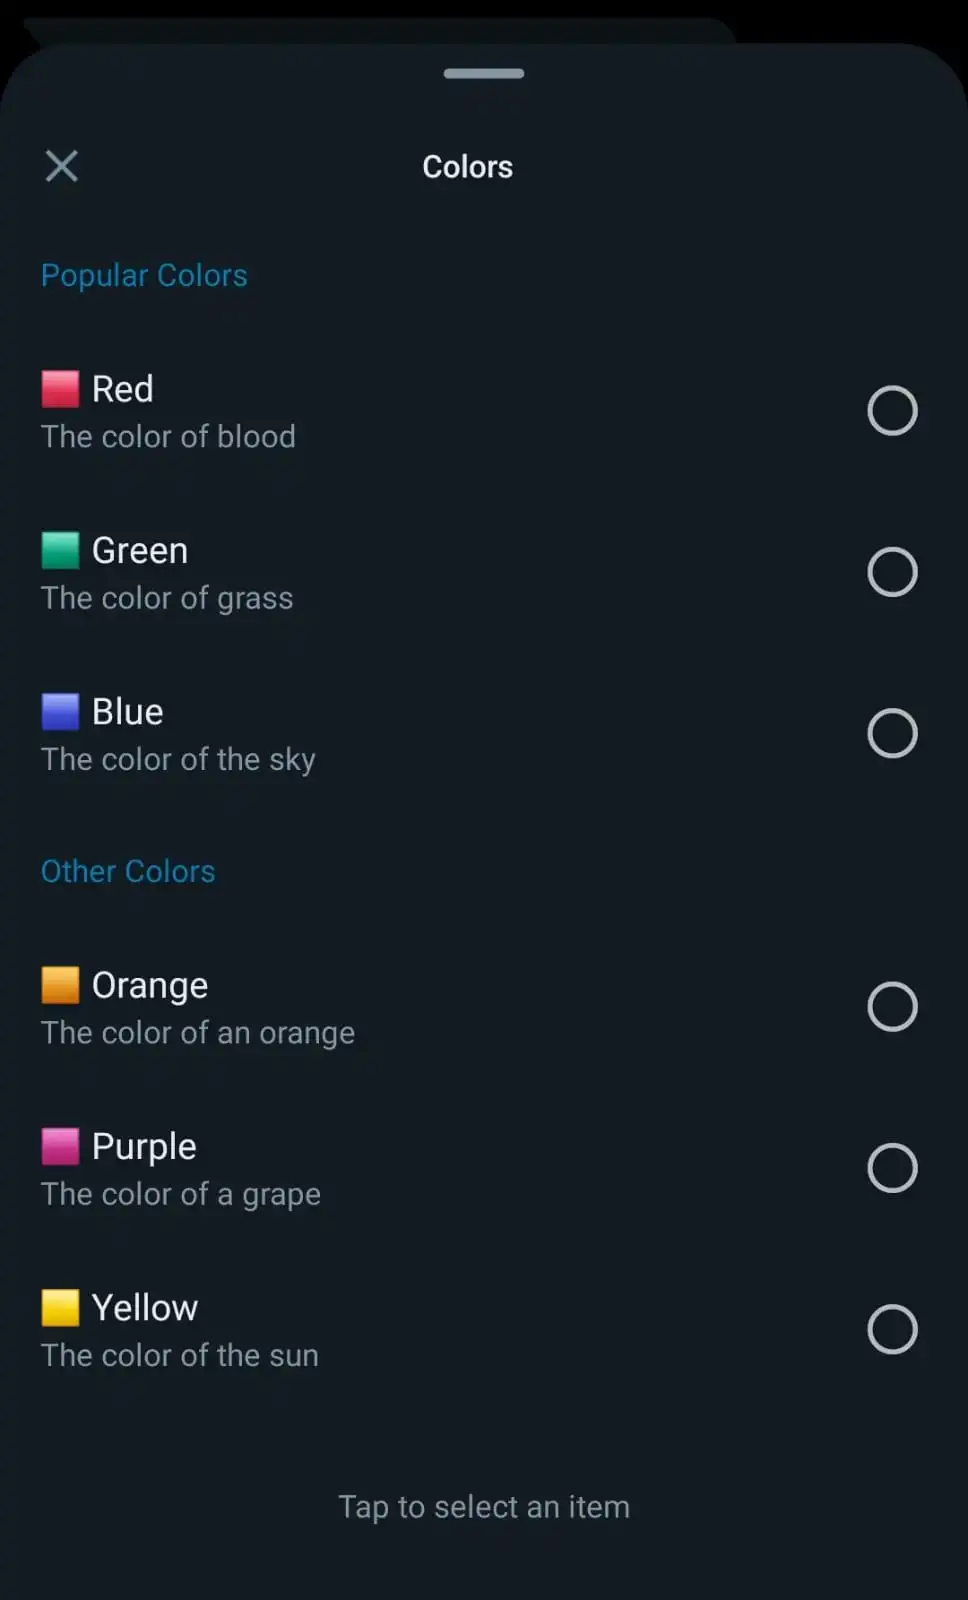 Colors
Popular Colors
Red
The color of blood
Green
The color of grass
Blue
The color of the sky
Other Colors
Orange
The color of an orange
Purple
The color of a grape
Yellow
The color of the sun
Tap to select an item